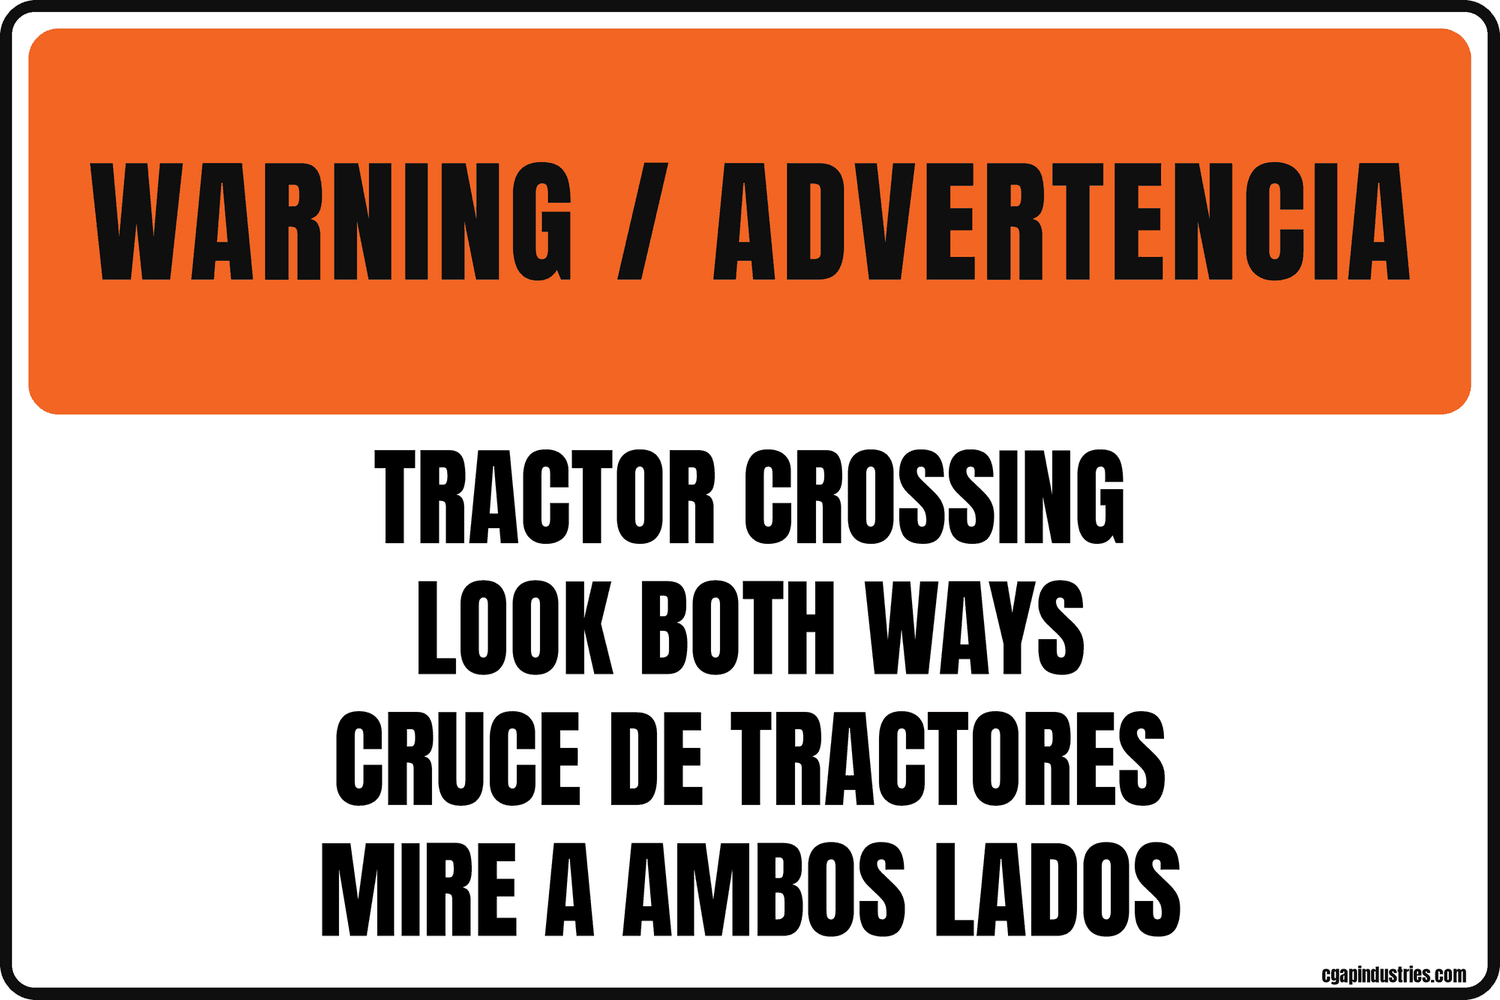 WARNING / ADVERTENCIA
TRACTOR CROSSING
LOOK BOTH WAYS
CRUCE DE TRACTORES
MIRE A AMBOS LADOS
cgapindustries.com